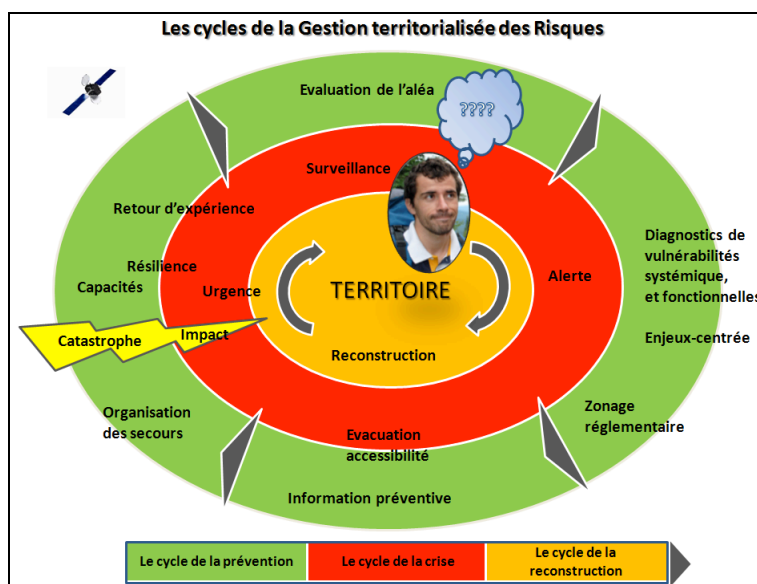 Les cycles de la Gestion territorialisée des Risques
Evaluation de l'aléa
????
Surveillance
Retour d'expérience
Diagnostics de
vulnérabilités
systémique,
et fonctionnelles
Résilience
Alerte
Capacités
Urgence
TERRITOIRE
Catastrophe
Impact
Enjeux-centrée
Reconstruction
Organisation
des secours
Zonage
réglementaire
Evacuation
accessibilité
Information préventive
Le cycle de la prévention
Le cycle de la crise
Le cycle de la
reconstruction